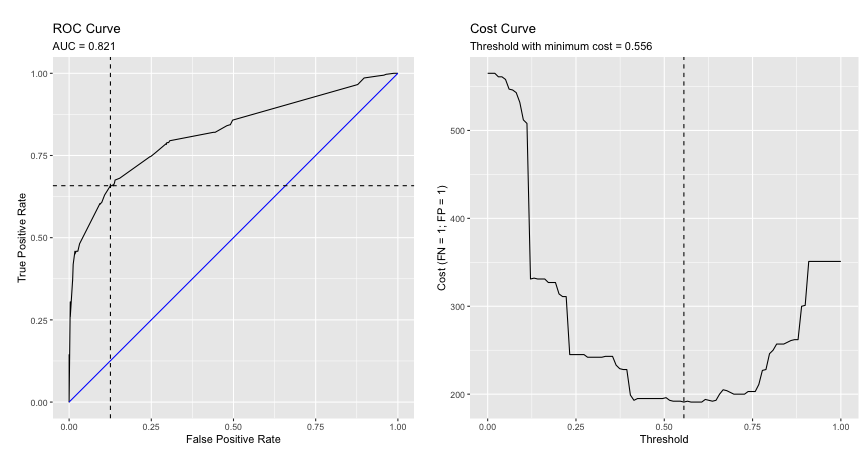 ROC Curve
AUC = 0.821
1.00
0.75
0.50
0.25
0.00
True Positive Rate
0.00 0.25 0.50 0.75 1.00
False Positive Rate
Cost Curve
Threshold with minimum cost = 0.556
500
400
300
200
Cost (FN = 1; FP = 1)
0.00 0.25 0.50 0.75 1.00
Threshold